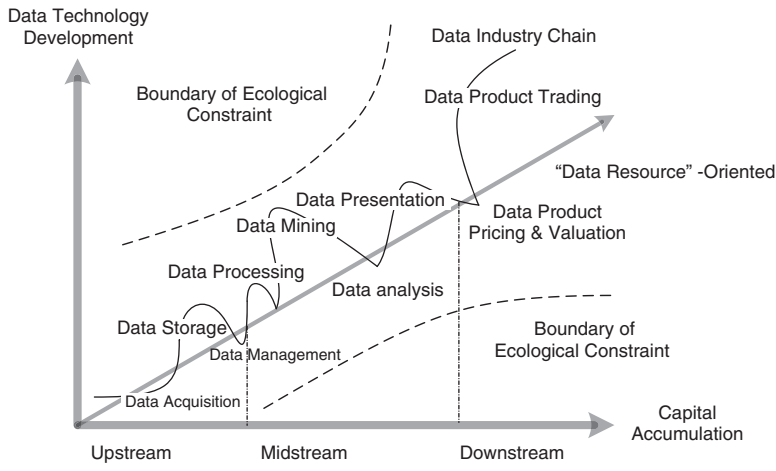 Data Technology
Development
Data Industry Chain
Boundary of Ecological
Constraint
Data Product Trading
“Data Resource” -Oriented
Data Presentation
Data Product
Pricing & Valuation
Data Mining
Data Processing
Data analysis
Data Storage
Data Management
Boundary of
Ecological Constraint
Data Acquisition
Capital
Accumulation
Upstream
Midstream
Downstream